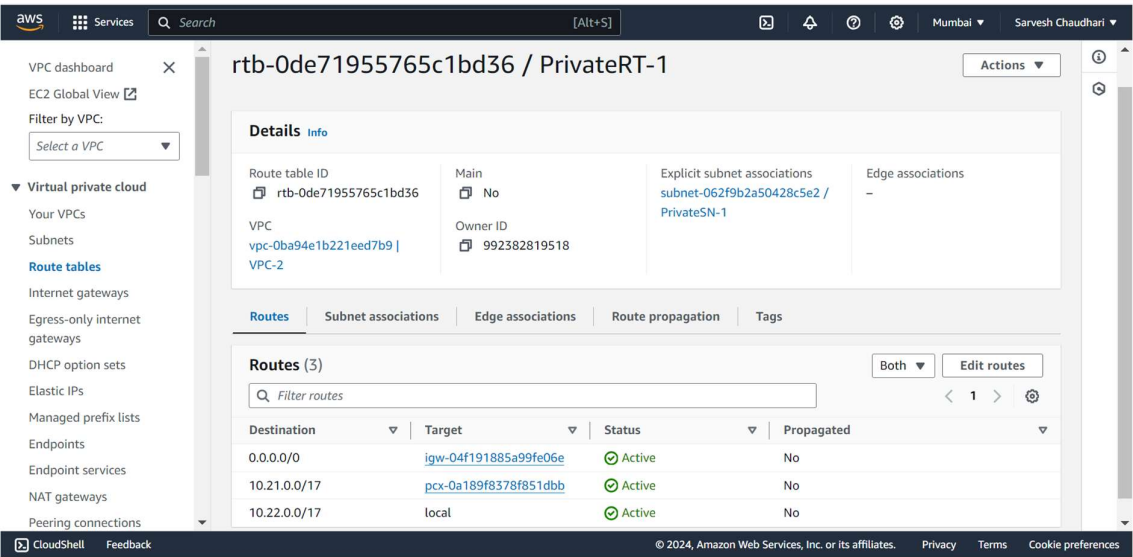 aws Services Search [Alt+S] Mumbai Sarvesh Chaudhari
VPC dashboard
EC2 Global View
Filter by VPC:
Select a VPC
Virtual private cloud
Your VPCs
Subnets
Route tables
Internet gateways
Egress-only internet
gateways
DHCP option sets
Elastic IPs
Managed prefix lists
Endpoints
Endpoint services
NAT gateways
Peering connections
rtb-0de71955765c1bd36 / PrivateRT-1
Actions
Details Info
Route table ID
rtb-0de71955765c1bd36
Main
No
Explicit subnet associations
subnet-062f9b2a50428c5e2 /
PrivateSN-1
Edge associations
–
VPC
vpc-0ba94e1b221eed7b9 |
VPC-2
Owner ID
992382819518
Routes Subnet associations Edge associations Route propagation Tags
Routes (3)
Both Edit routes
Filter routes
1
Destination Target Status Propagated
0.0.0.0/0 igw-04f191885a99fe06e Active No
10.21.0.0/17 pcx-0a189f8378f851dbb Active No
10.22.0.0/17 local Active No
CloudShell Feedback © 2024, Amazon Web Services, Inc. or its affiliates. Privacy Terms Cookie preferences